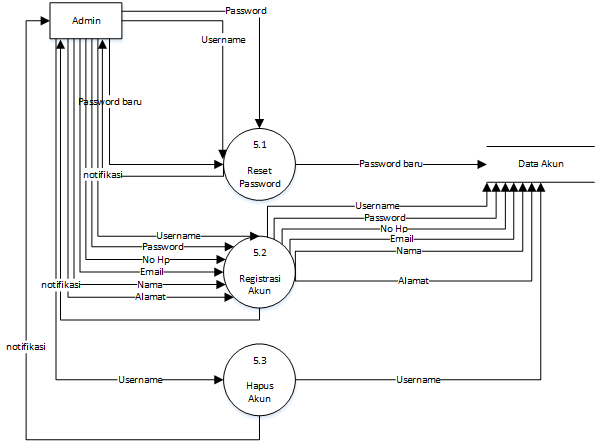 Password
Admin
Username
Password baru
5.1
Reset
Password
notifikasi
Password baru
Data Akun
Username
Password
No Hp
Email
Nama
Alamat
Username
Password
No Hp
Email
Nama
Alamat
5.2
Registrasi
Akun
notifikasi
notifikasi
5.3
Hapus
Akun
Username
Username